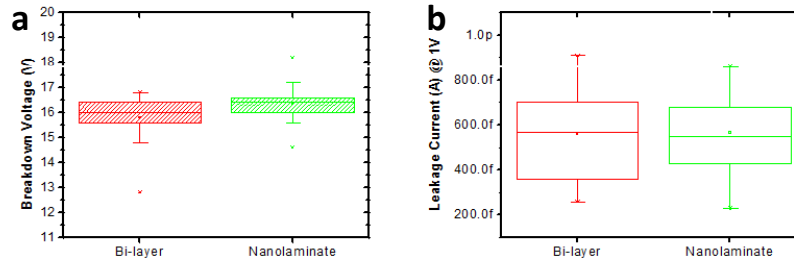 a
Breakdown Voltage (V)
20
19
18
17
16
15
14
13
12
11
Bi-layer
Nanolaminate
b
Leakage Current (A) @ 1V
1.0p
800.0f
600.0f
400.0f
200.0f
Bi-layer
Nanolaminate